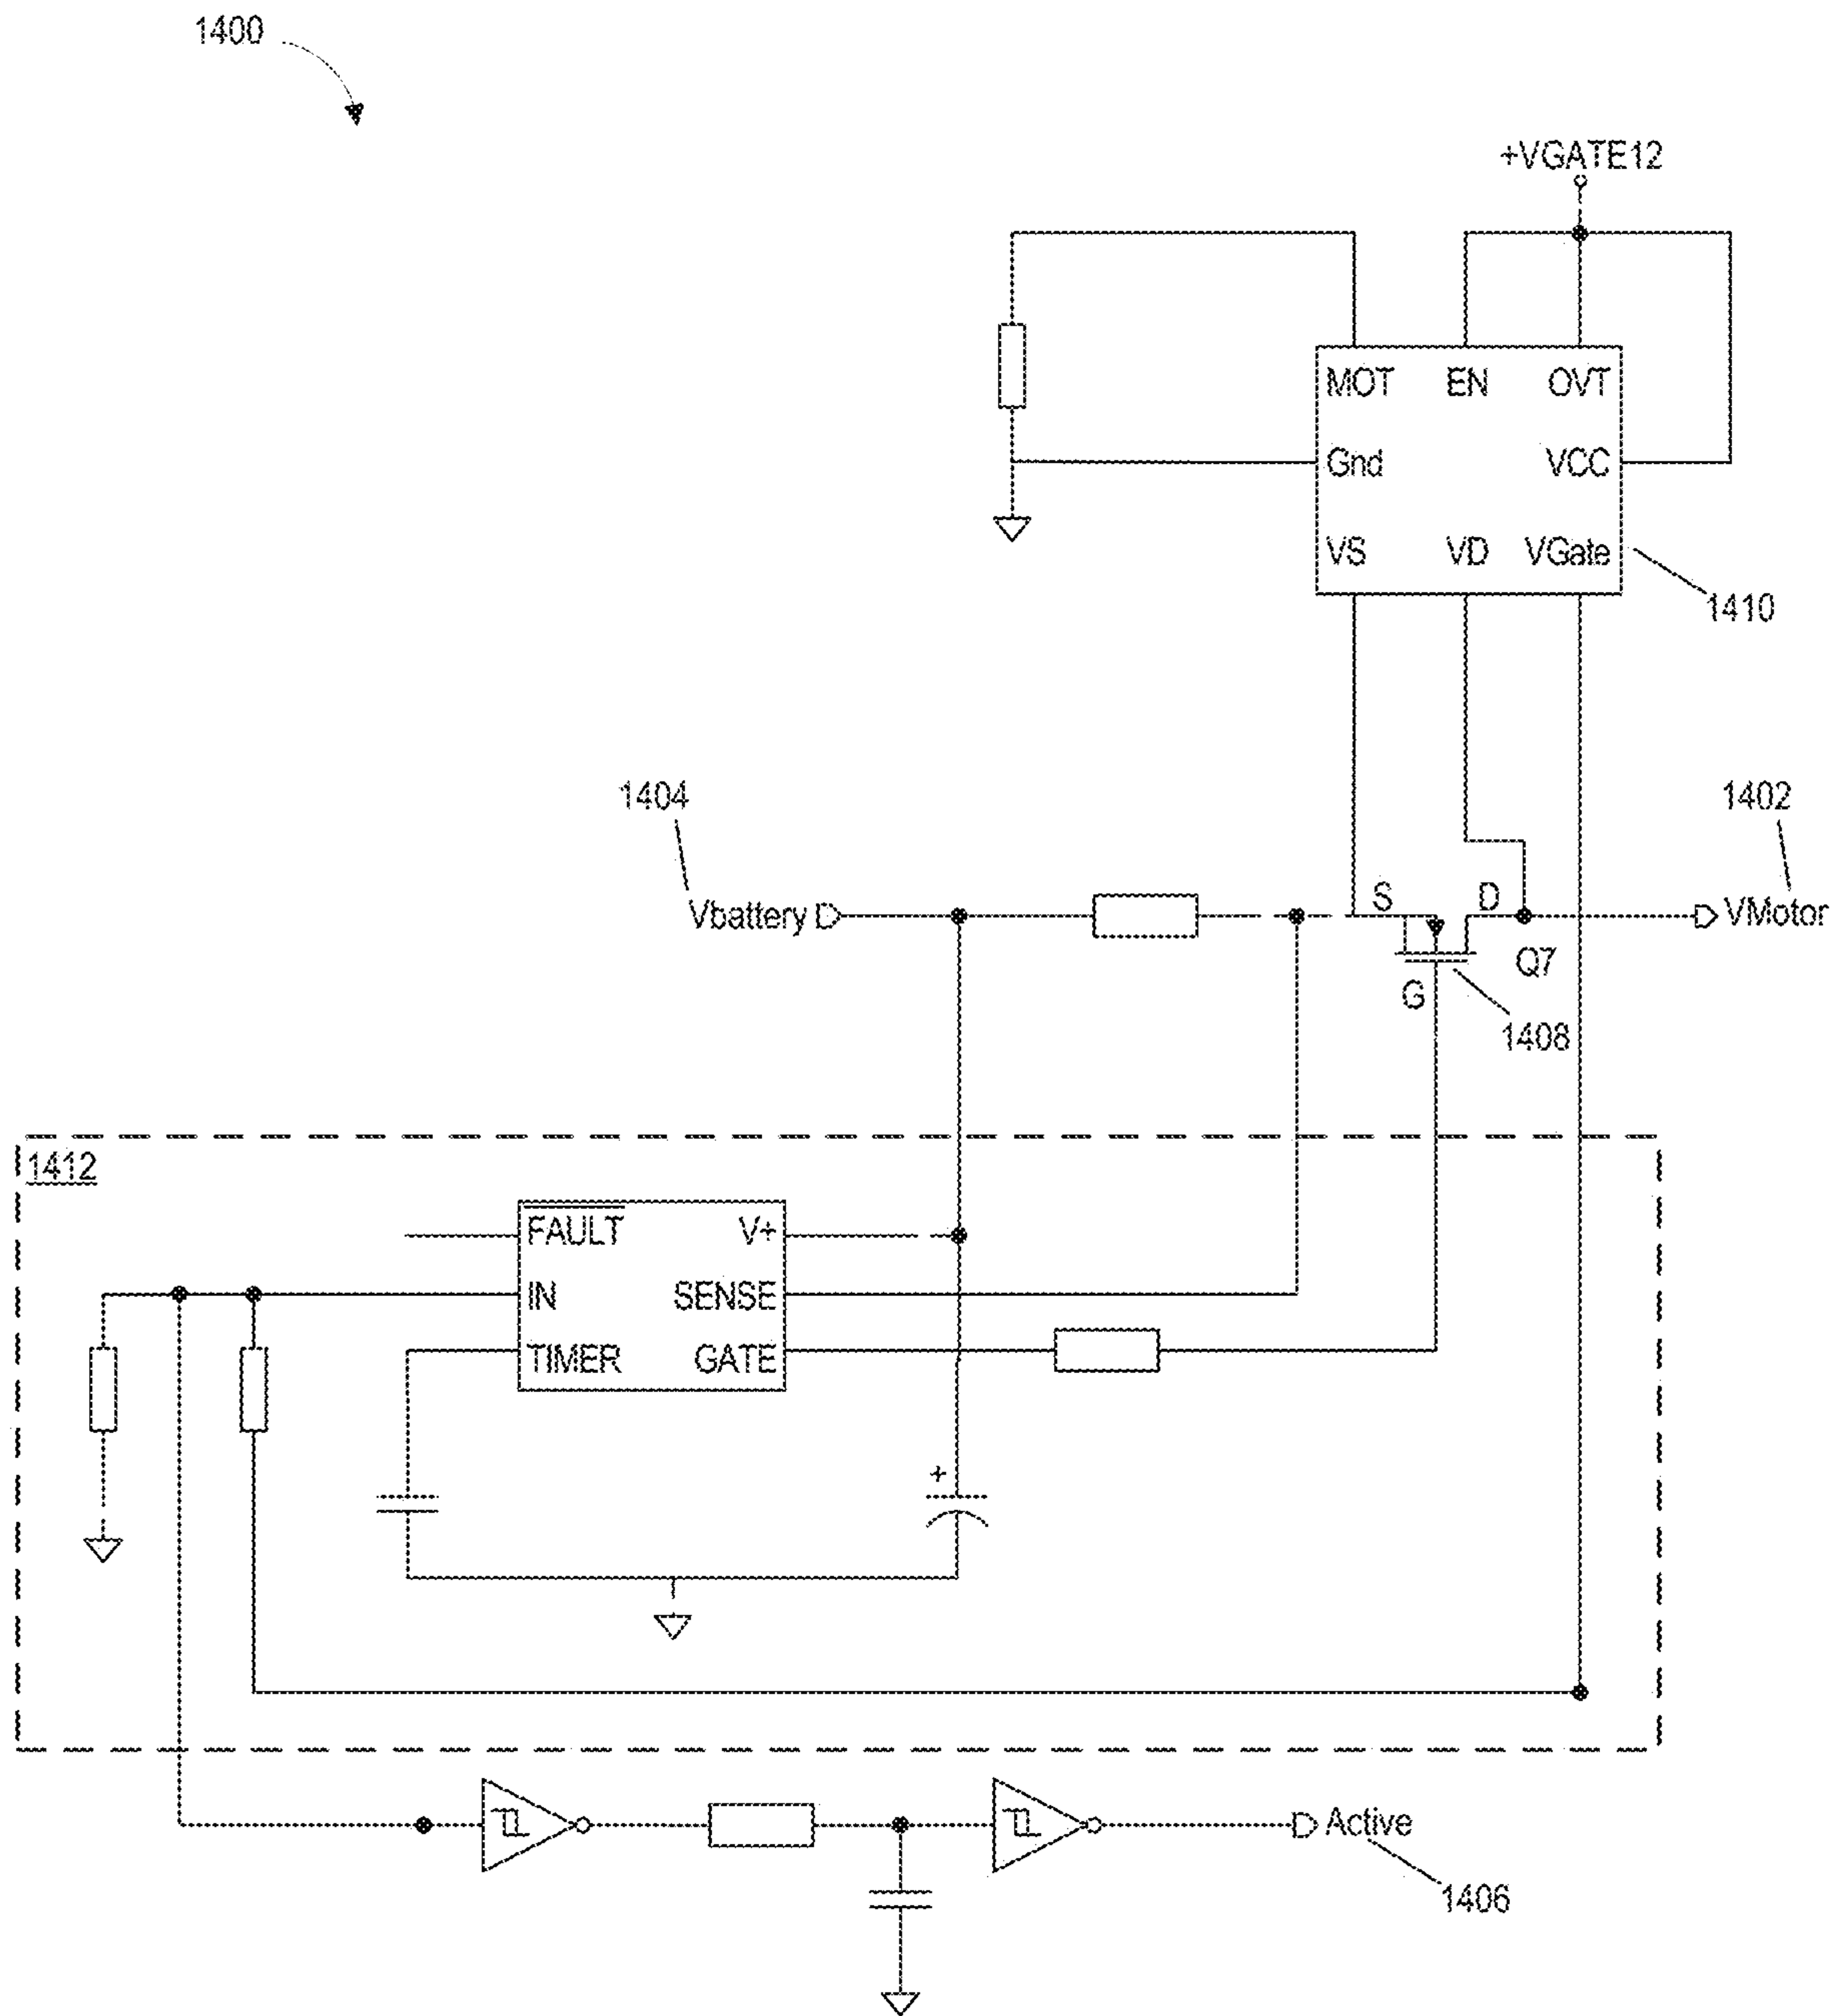 1400
+VGATE12
MOT EN OVT
Gnd VCC
VS VD VGate
1410
1404
1402
Vbattery
S D
VMotor
Q7
G
1408
1412
FAULT V+
IN SENSE
TIMER GATE
+
Active
1406